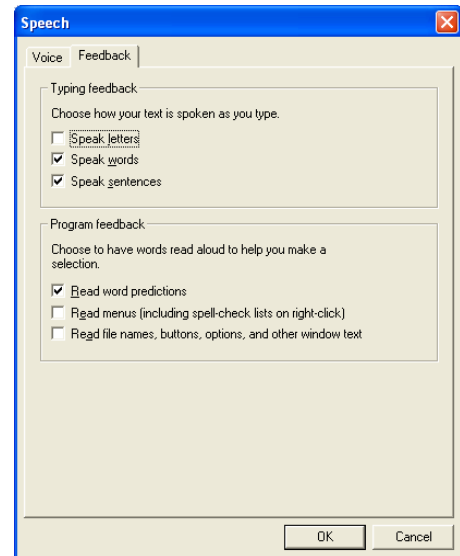 Speech
Voice
Feedback
Typing feedback
Choose how your text is spoken as you type.
Speak letters
Speak words
Speak sentences
Program feedback
Choose to have words read aloud to help you make a
selection.
Read word predictions
Read menus (including spell-check lists on right-click)
Read file names, buttons, options, and other window text
OK
Cancel